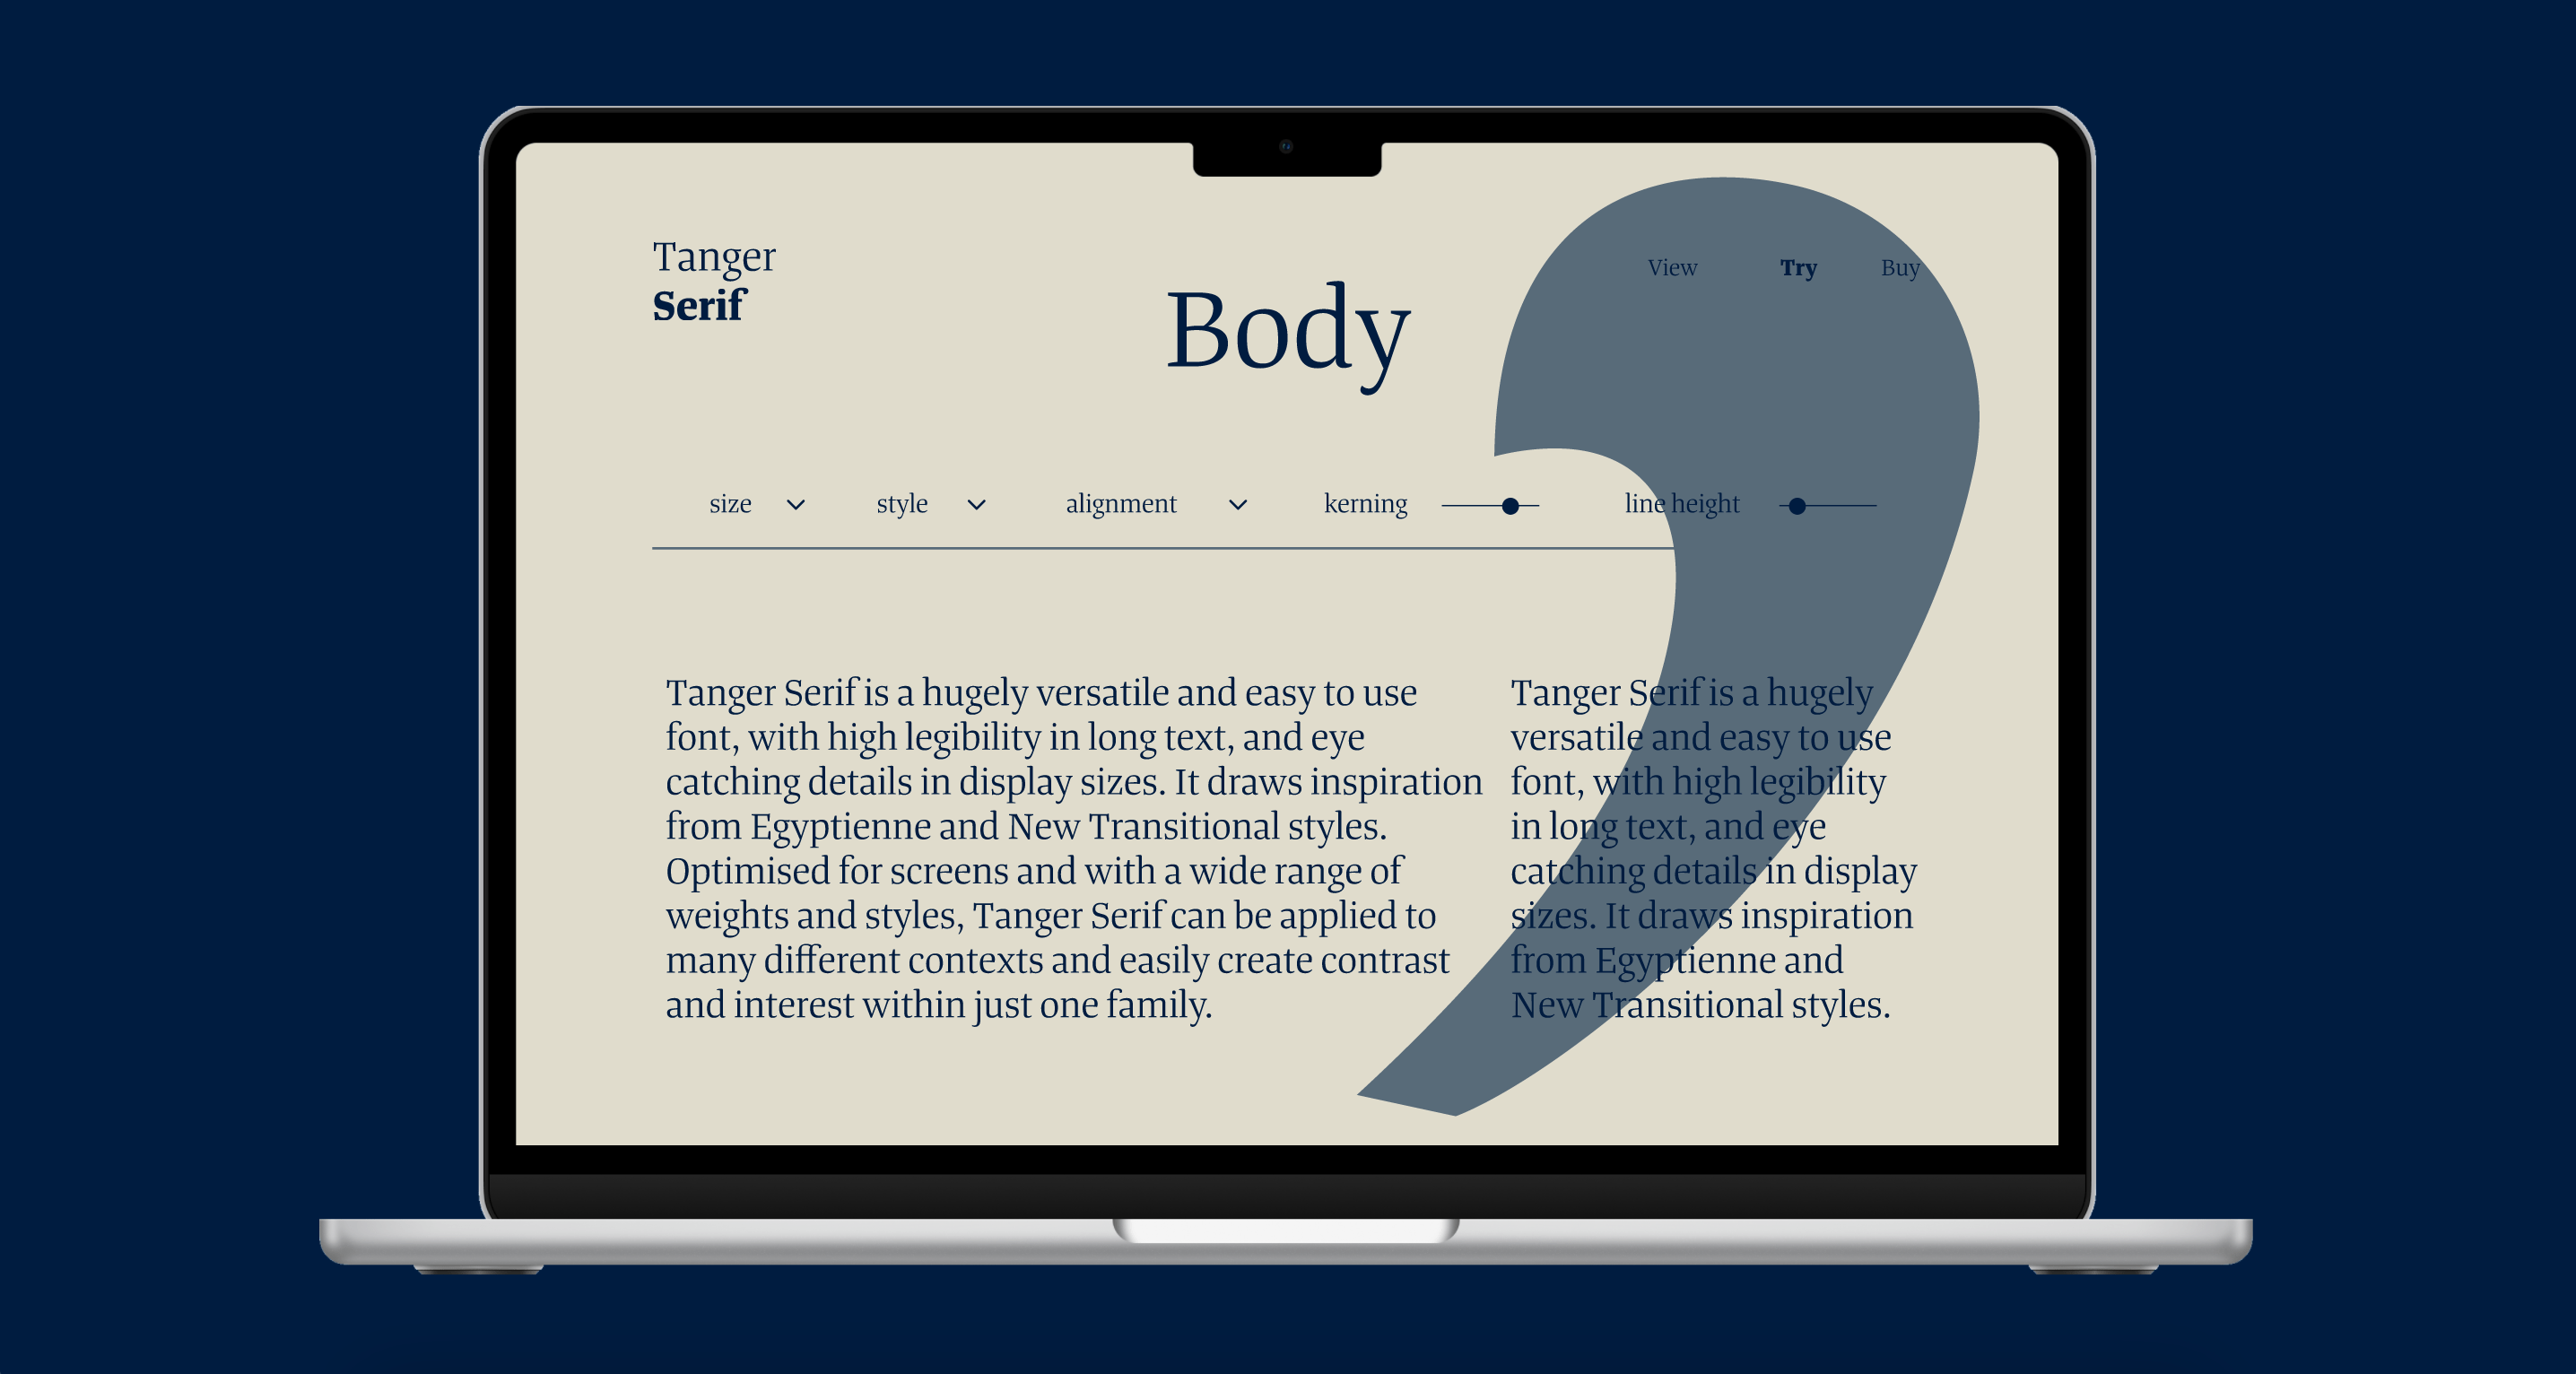 Tanger
Serif
View Try Buy
Body
size style alignment kerning line height
Tanger Serif is a hugely versatile and easy to use
font, with high legibility in long text, and eye
catching details in display sizes. It draws inspiration
from Egyptienne and New Transitional styles.
Optimised for screens and with a wide range of
weights and styles, Tanger Serif can be applied to
many different contexts and easily create contrast
and interest within just one family.
Tanger Serif is a hugely
versatile and easy to use
font, with high legibility
in long text, and eye
catching details in display
sizes. It draws inspiration
from Egyptienne and
New Transitional styles.